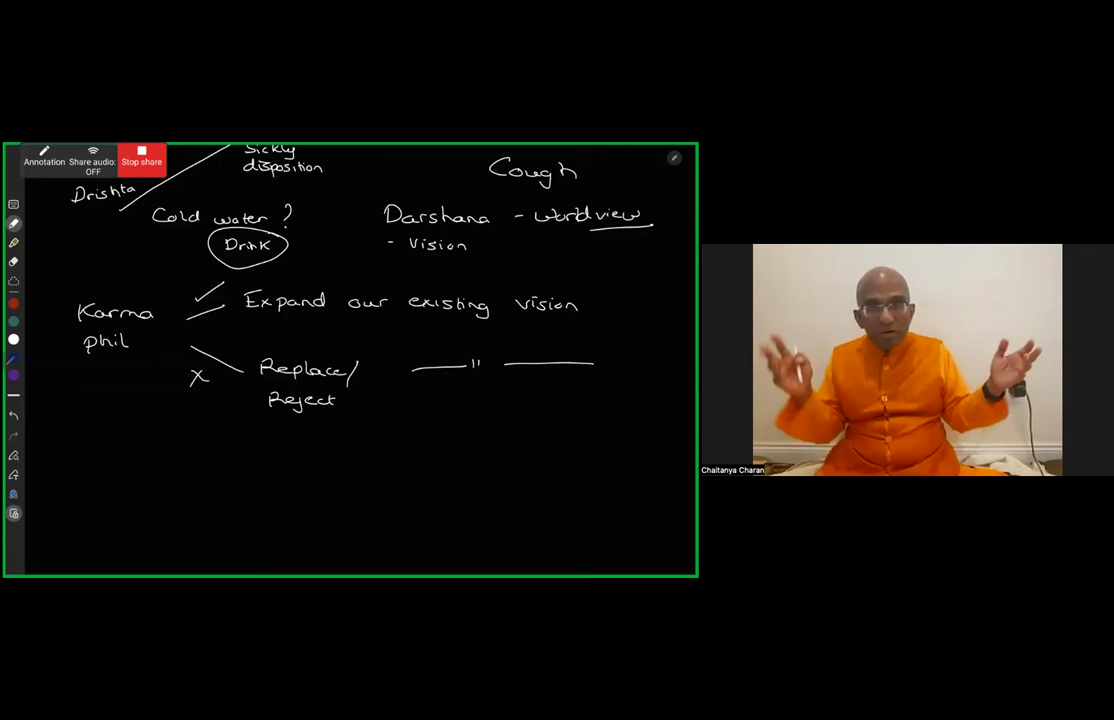 Annotation
Share audio: OFF
Stop share
Sickly
disposition
Drishta
Cough
Cold water ?
Drink
Darshana - worldview
- Vision
Karma
phil
✓ Expand our existing vision
x Replace/ — " —
Reject
Chaitanya Charan